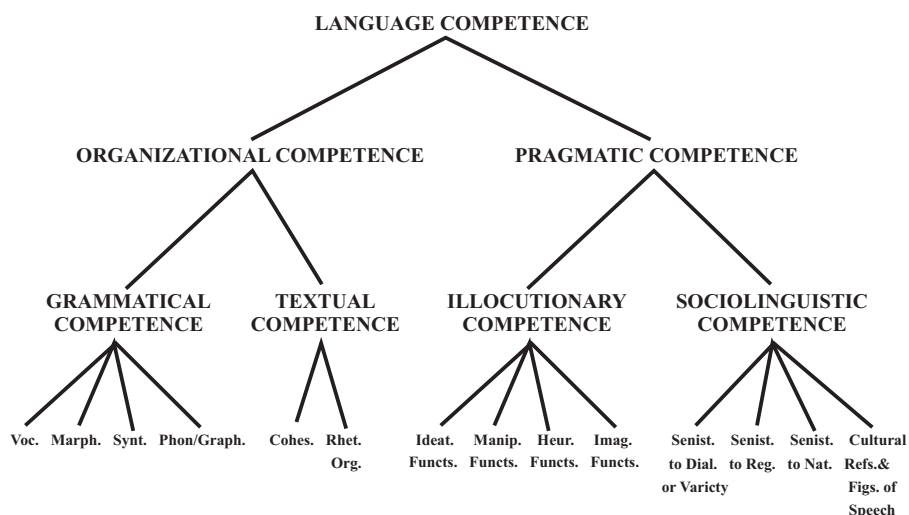 LANGUAGE COMPETENCE
ORGANIZATIONAL COMPETENCE
PRAGMATIC COMPETENCE
GRAMMATICAL
COMPETENCE
TEXTUAL
COMPETENCE
ILLOCUTIONARY
COMPETENCE
SOCIOLINGUISTIC
COMPETENCE
Voc.
Marph.
Synt.
Phon/Graph.
Cohes.
Rhet.
Org.
Ideat.
Functs.
Manip.
Functs.
Heur.
Functs.
Imag.
Functs.
Senist.
to Dial.
or Varicty
Senist.
to Reg.
Senist.
to Nat.
Cultural
Refs.&
Figs. of
Speech